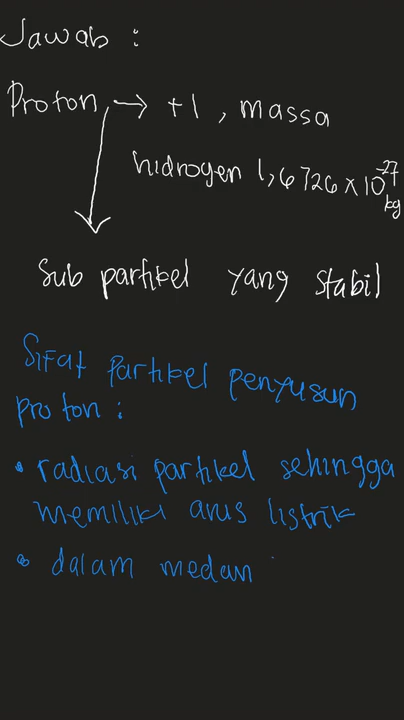 Jawab :
Proton → +1 , massa
hidrogen 1,6726 x 10⁻²⁷ kg
Sub partikel yang stabil
Sifat partikel penyusun
proton :
• radiasi partikel sehingga
memiliki arus listrik
• dalam medan